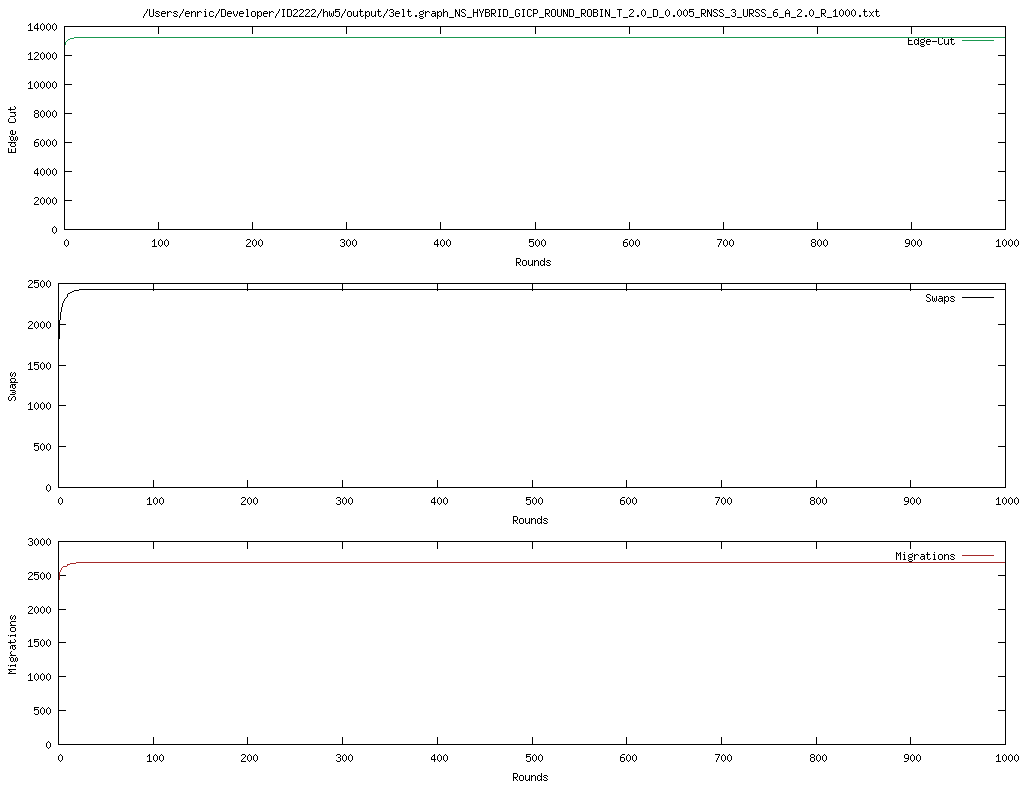 /Users/enric/Developer/ID2222/hw5/output/3elt.graph_NS_HYBRID_GICP_ROUND_ROBIN_T_2.0_D_0.005_RNSS_3_URSS_6_A_2.0_R_1000.txt
14000
12000
10000
8000
6000
4000
2000
0
Edge Cut
Edge-Cut
0 100 200 300 400 500 600 700 800 900 1000
Rounds
2500
2000
1500
1000
500
0
Swaps
Swaps
0 100 200 300 400 500 600 700 800 900 1000
Rounds
3000
2500
2000
1500
1000
500
0
Migrations
Migrations
0 100 200 300 400 500 600 700 800 900 1000
Rounds